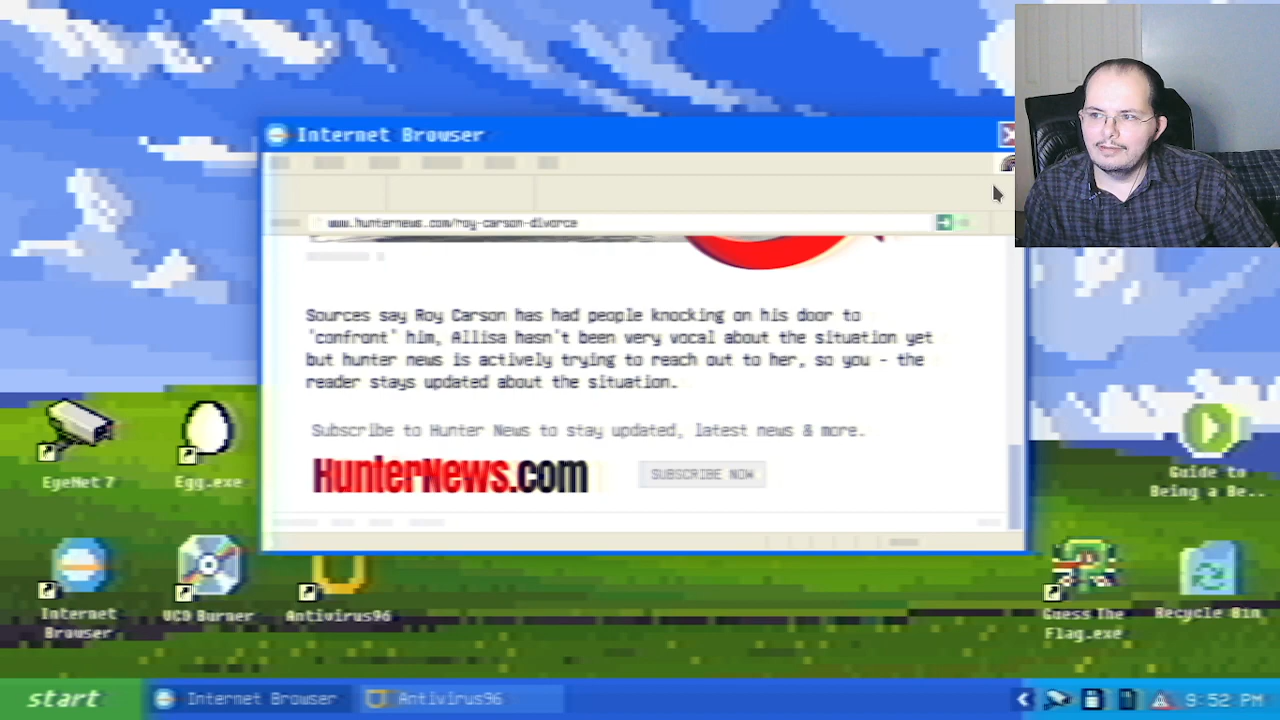 Internet Browser
www.hunternews.com/roy-carson-divorce
Sources say Roy Carson has had people knocking on his door to
'confront' him, Allisa hasn't been very vocal about the situation yet
but hunter news is actively trying to reach out to her, so you - the
reader stays updated about the situation.
Subscribe to Hunter News to stay updated, latest news & more.
HunterNews.com
SUBSCRIBE NOW
EyeNet 7
Egg.exe
Guide to
Being a Be..
Internet
Browser
UCD Burner
Antivirus96
Guess The
Flag.exe
Recycle Bin
start
Internet Browser
Antivirus96
9:52 PM